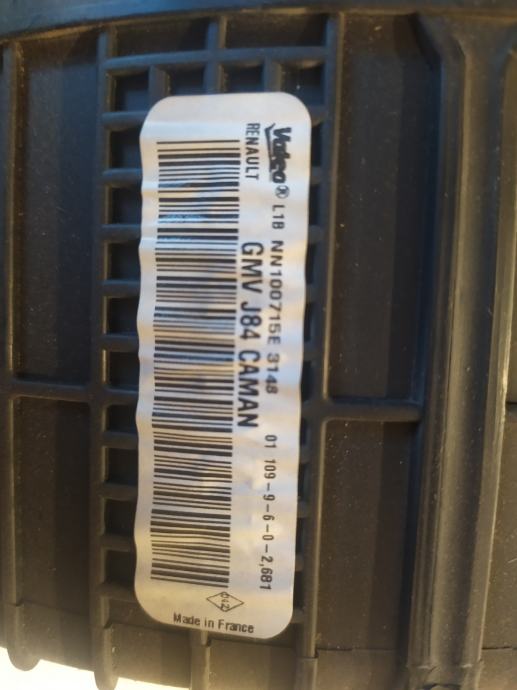 Valeo® L1B NN100715E 3148 01 109-9-6-0-2,681
RENAULT GMV J84 CAMAN
Made in France